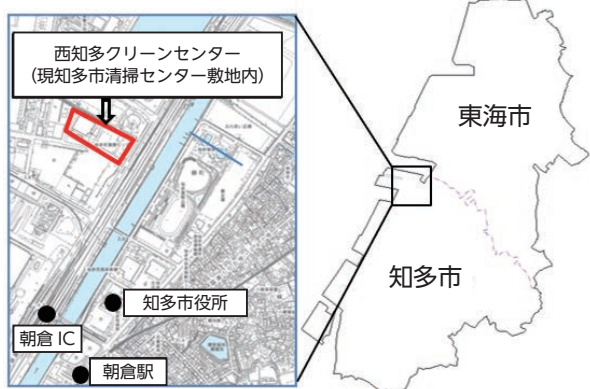 西知多クリーンセンター
（現知多市清掃センター敷地内）
東海市
知多市
知多市役所
朝倉 IC
朝倉駅